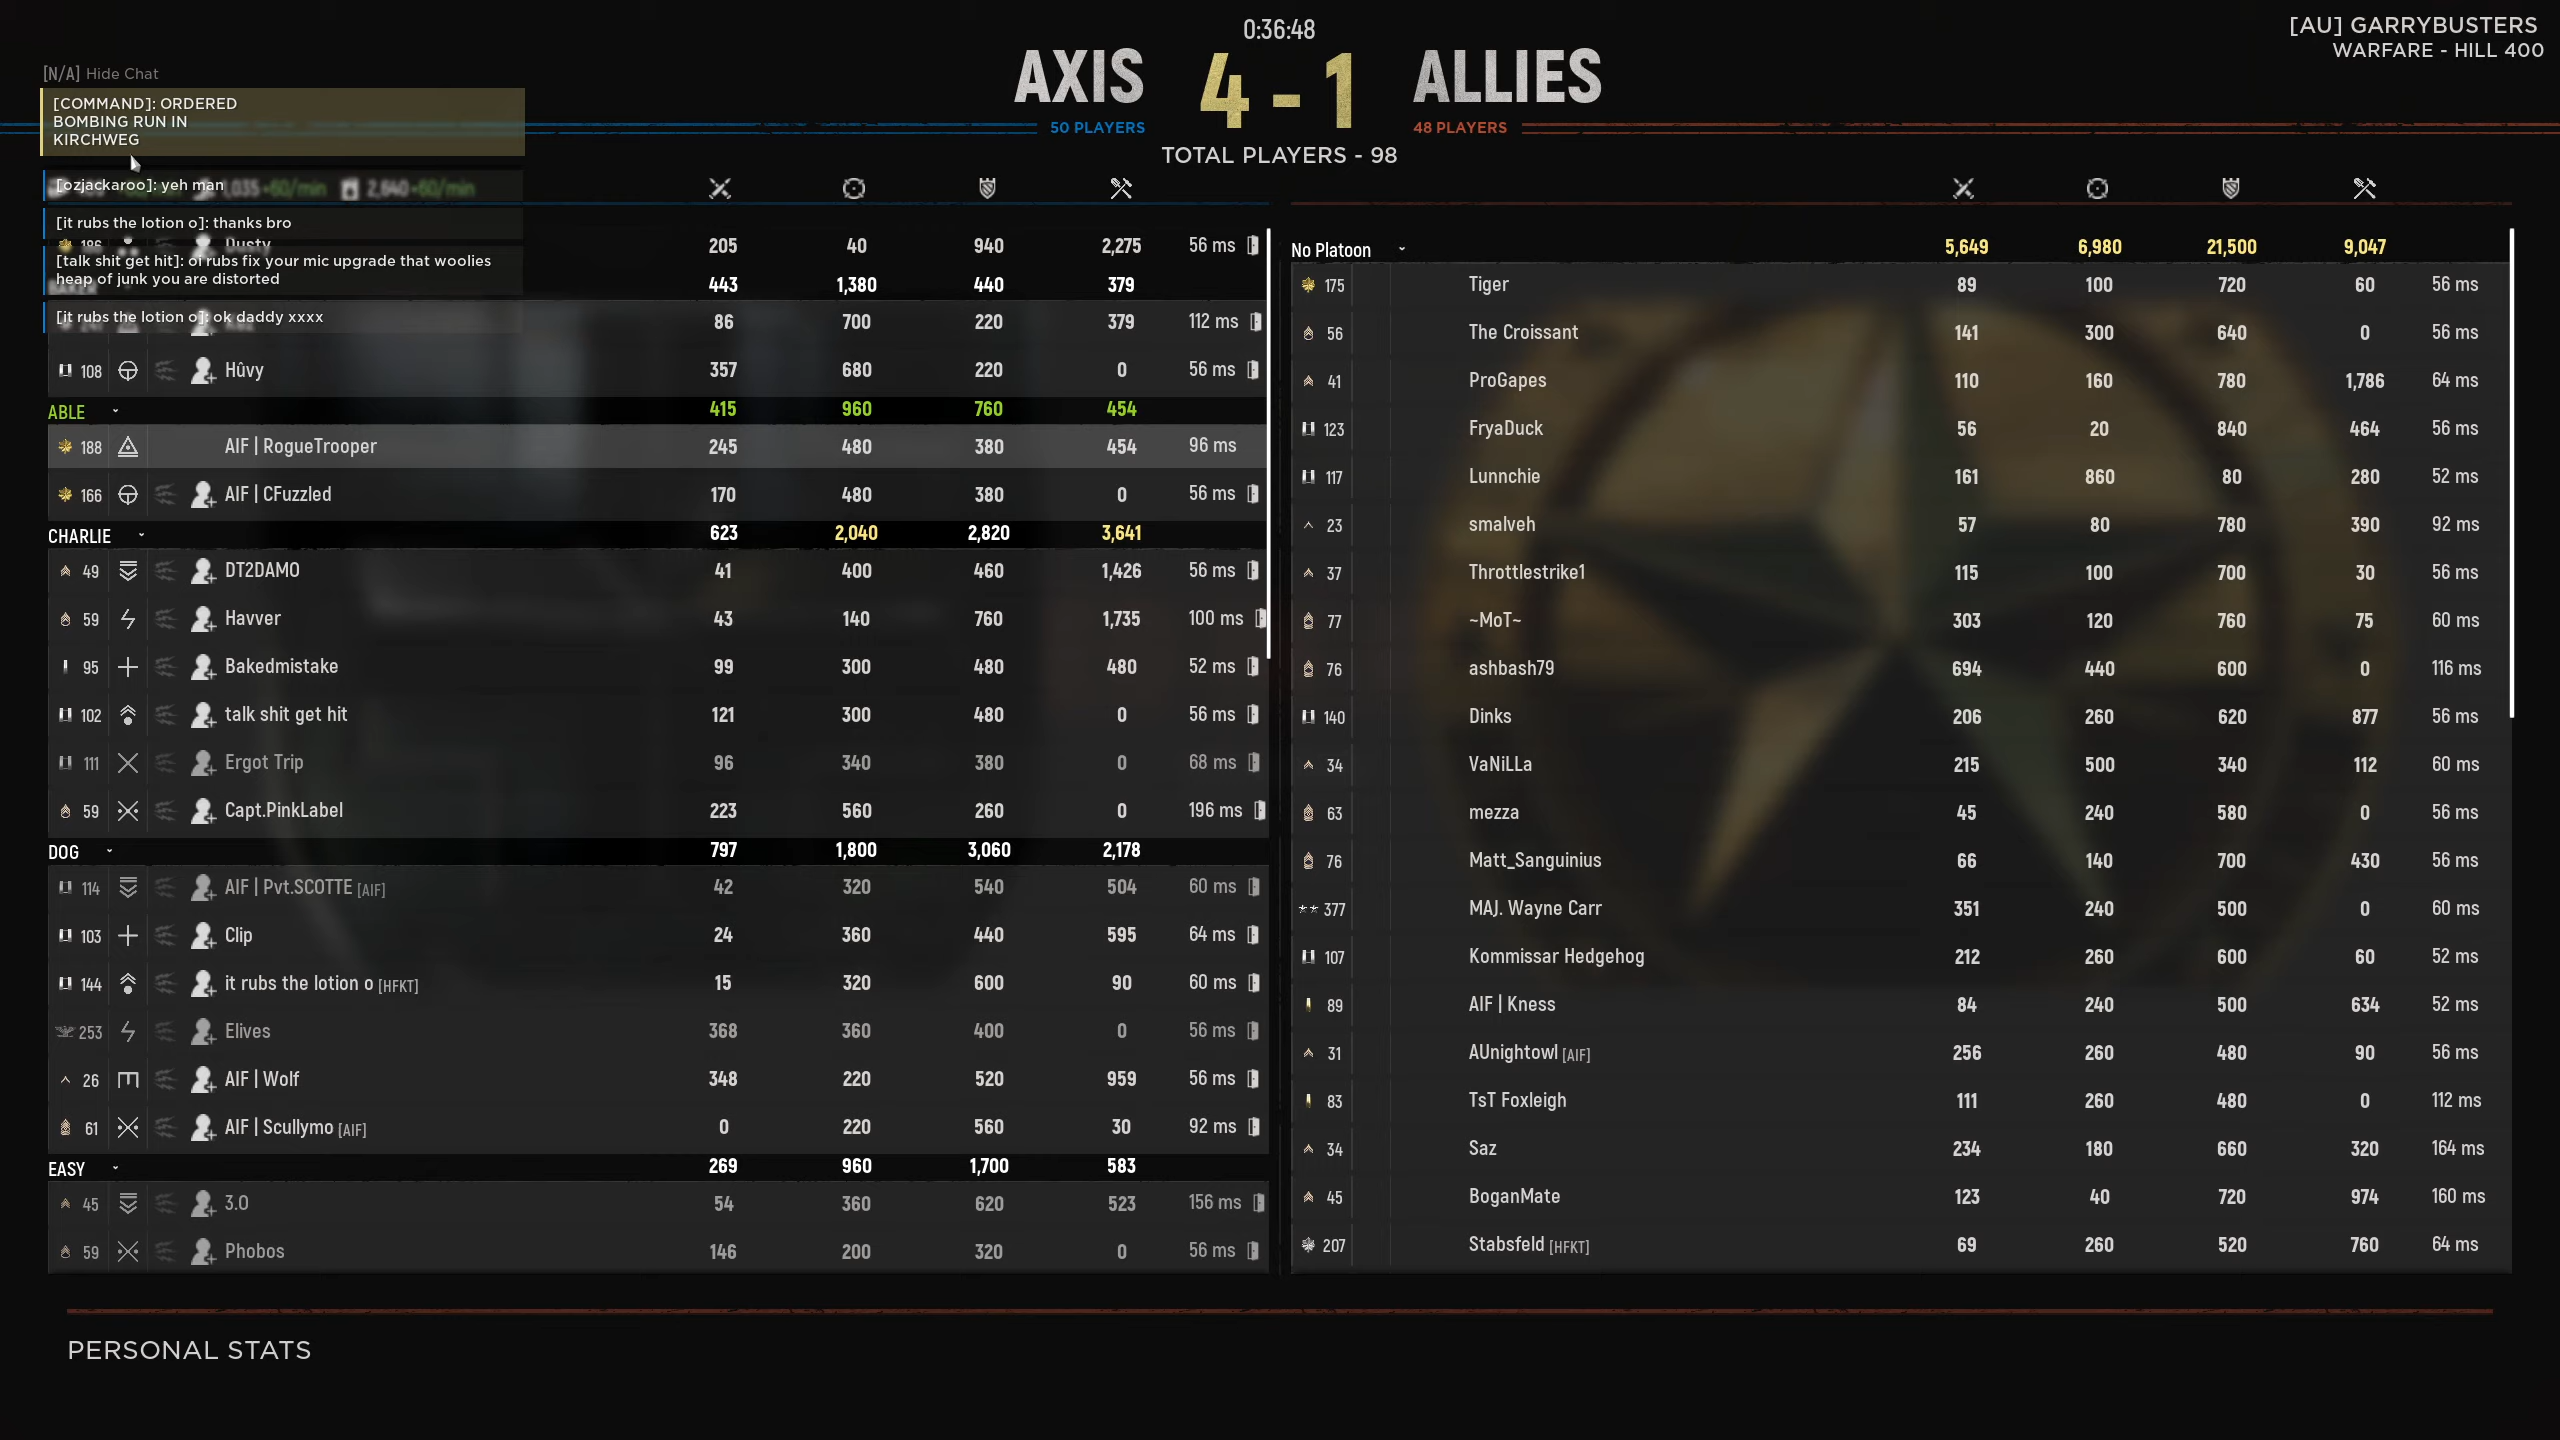 0:36:48
AXIS 4 - 1 ALLIES
50 PLAYERS
48 PLAYERS
TOTAL PLAYERS - 98
[AU] GARRYBUSTERS
WARFARE - HILL 400
[N/A] Hide Chat
[COMMAND]: ORDERED
BOMBING RUN IN
KIRCHWEG
[ozjackaroo]: yeh man
[it rubs the lotion o]: thanks bro
[talk shit get hit]: oi rubs fix your mic upgrade that woolies
heap of junk you are distorted
[it rubs the lotion o]: ok daddy xxxx
186 Dusty 205 40 940 2,275 56 ms
443 1,380 440 379
86 700 220 379 112 ms
108 Hûvy 357 680 220 0 56 ms
ABLE 415 960 760 454
188 AIF | RogueTrooper 245 480 380 454 96 ms
166 AIF | CFuzzled 170 480 380 0 56 ms
CHARLIE 623 2,040 2,820 3,641
49 DT2DAMO 41 400 460 1,426 56 ms
59 Havver 43 140 760 1,735 100 ms
95 Bakedmistake 99 300 480 480 52 ms
102 talk shit get hit 121 300 480 0 56 ms
111 Ergot Trip 96 340 380 0 68 ms
59 Capt.PinkLabel 223 560 260 0 196 ms
DOG 797 1,800 3,060 2,178
114 AIF | Pvt.SCOTTE [AIF] 42 320 540 504 60 ms
103 Clip 24 360 440 595 64 ms
144 it rubs the lotion o [HFKT] 15 320 600 90 60 ms
253 Elives 368 360 400 0 56 ms
26 AIF | Wolf 348 220 520 959 56 ms
61 AIF | Scullymo [AIF] 0 220 560 30 92 ms
EASY 269 960 1,700 583
45 3.O 54 360 620 523 156 ms
59 Phobos 146 200 320 0 56 ms
No Platoon 5,649 6,980 21,500 9,047
175 Tiger 89 100 720 60 56 ms
56 The Croissant 141 300 640 0 56 ms
41 ProGapes 110 160 780 1,786 64 ms
123 FryaDuck 56 20 840 464 56 ms
117 Lunnchie 161 860 80 280 52 ms
23 smalveh 57 80 780 390 92 ms
37 Throttlestrike1 115 100 700 30 56 ms
77 ~MoT~ 303 120 760 75 60 ms
76 ashbash79 694 440 600 0 116 ms
140 Dinks 206 260 620 877 56 ms
34 VaNiLLa 215 500 340 112 60 ms
63 mezza 45 240 580 0 56 ms
76 Matt_Sanguinius 66 140 700 430 56 ms
377 MAJ. Wayne Carr 351 240 500 0 60 ms
107 Kommissar Hedgehog 212 260 600 60 52 ms
89 AIF | Kness 84 240 500 634 52 ms
31 AUnightowl [AIF] 256 260 480 90 56 ms
83 TsT Foxleigh 111 260 480 0 112 ms
34 Saz 234 180 660 320 164 ms
45 BoganMate 123 40 720 974 160 ms
207 Stabsfeld [HFKT] 69 260 520 760 64 ms
PERSONAL STATS